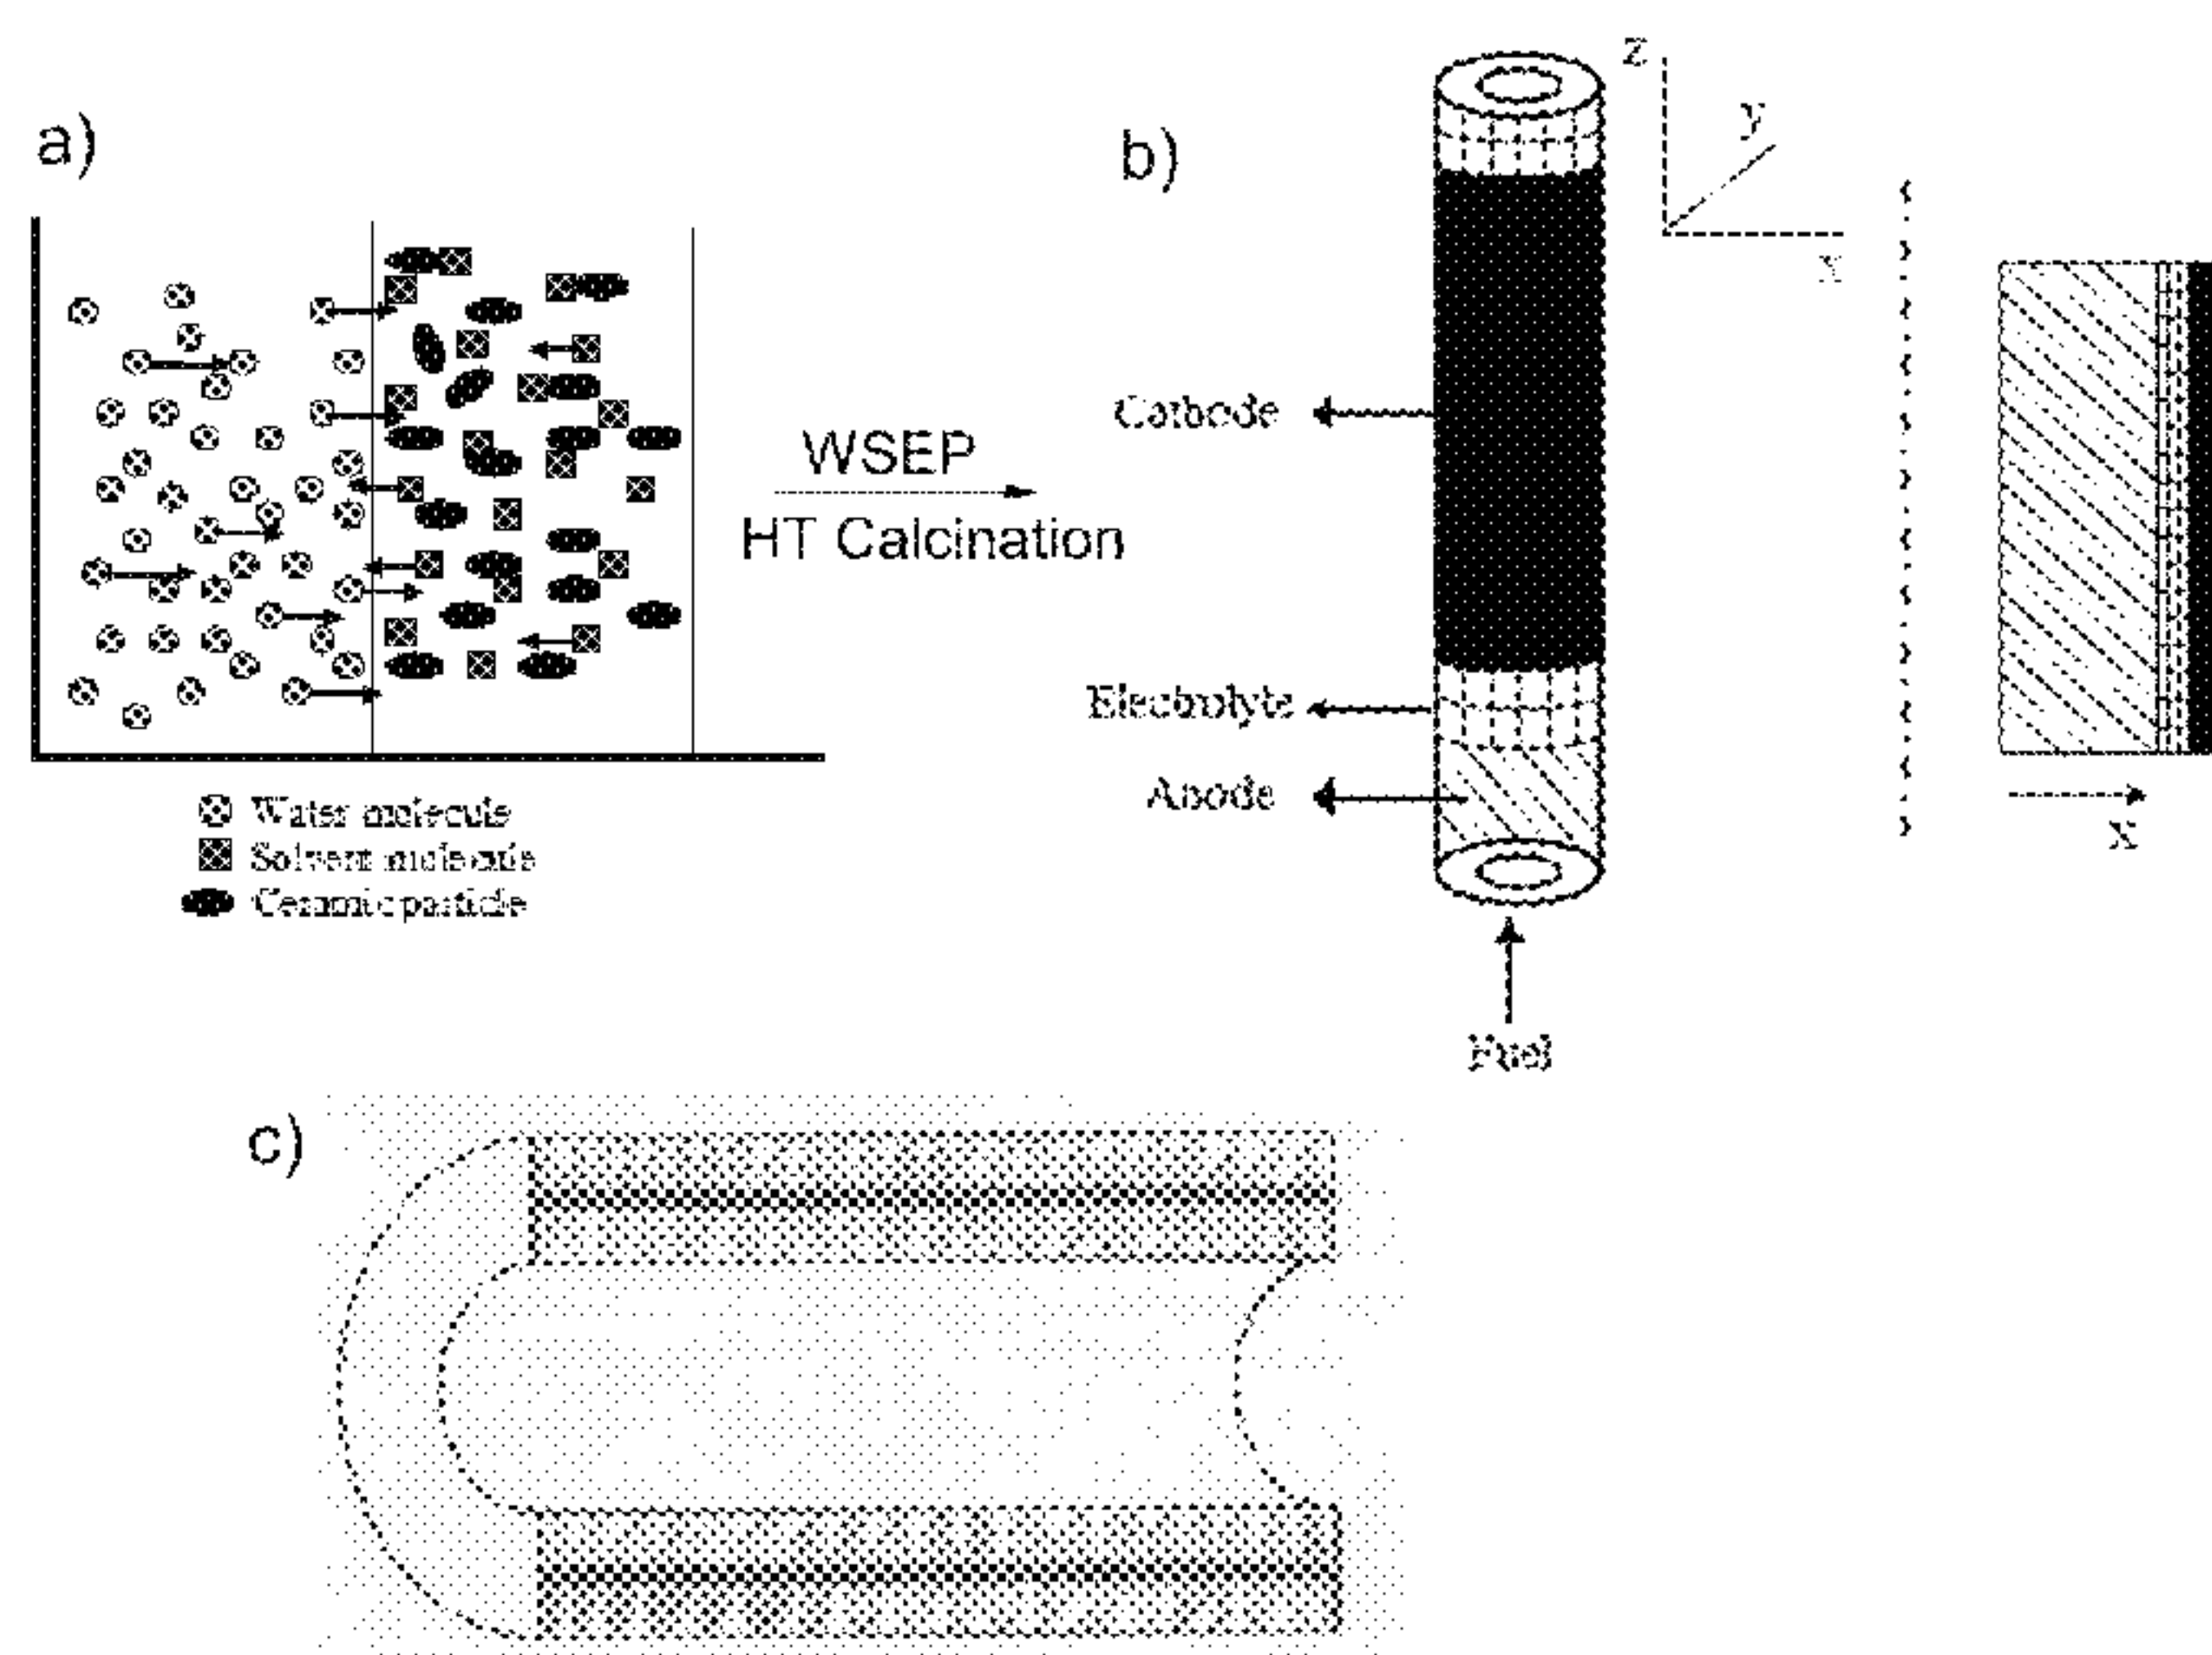 a)
Water molecule
Solvent molecule
Ceramic particle
WSEP
HT Calcination
b)
z
y
x
Cathode
Electrolyte
Anode
Fuel
X
c)